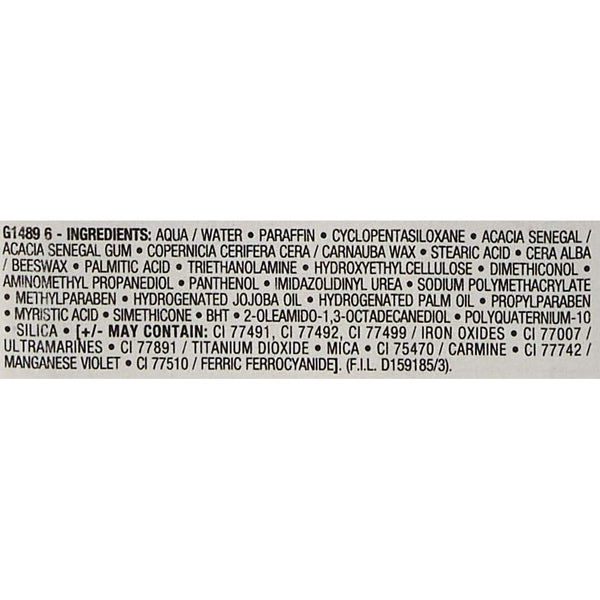 G1489 6 - INGREDIENTS: AQUA / WATER • PARAFFIN • CYCLOPENTASILOXANE • ACACIA SENEGAL /
ACACIA SENEGAL GUM • COPERNICIA CERIFERA CERA / CARNAUBA WAX • STEARIC ACID • CERA ALBA
/ BEESWAX • PALMITIC ACID • TRIETHANOLAMINE • HYDROXYETHYLCELLULOSE • DIMETHICONOL •
AMINOMETHYL PROPANEDIOL • PANTHENOL • IMIDAZOLIDINYL UREA • SODIUM POLYMETHACRYLATE
• METHYLPARABEN • HYDROGENATED JOJOBA OIL • HYDROGENATED PALM OIL • PROPYLPARABEN
• MYRISTIC ACID • SIMETHICONE • BHT • 2-OLEAMIDO-1,3-OCTADECANEDIOL • POLYQUATERNIUM-10
• SILICA • [+/- MAY CONTAIN: CI 77491, CI 77492, CI 77499 / IRON OXIDES • CI 77007 /
ULTRAMARINES • CI 77891 / TITANIUM DIOXIDE • MICA • CI 75470 / CARMINE • CI 77742 /
MANGANESE VIOLET • CI 77510 / FERRIC FERROCYANIDE]. (F.I.L. D159185/3).